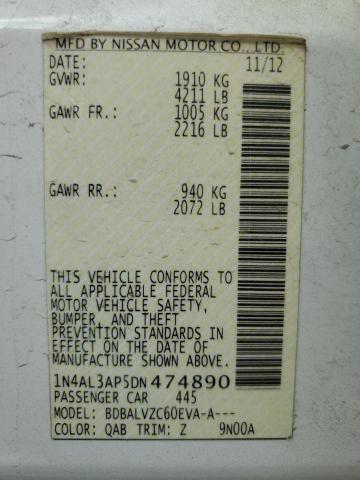 MFD BY NISSAN MOTOR CO., LTD.
DATE: 11/12
GVWR: 1910 KG
4211 LB
GAWR FR.: 1005 KG
2216 LB
GAWR RR.: 940 KG
2072 LB
THIS VEHICLE CONFORMS TO
ALL APPLICABLE FEDERAL
MOTOR VEHICLE SAFETY,
BUMPER, AND THEFT
PREVENTION STANDARDS IN
EFFECT ON THE DATE OF
MANUFACTURE SHOWN ABOVE.
1N4AL3AP5DN474890
PASSENGER CAR 445
MODEL: BDBALVZC60EVA-A---
COLOR: QAB TRIM: Z 9N00A